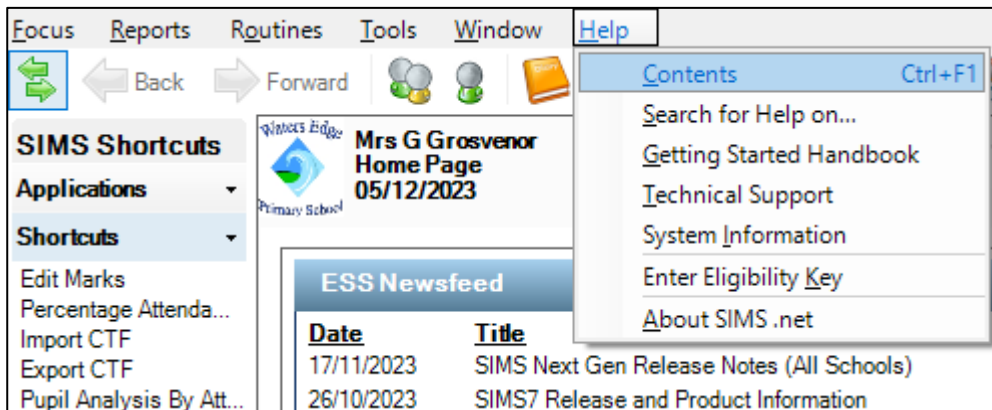 Focus Reports Routines Tools Window Help
Back Forward
Contents Ctrl+F1
Search for Help on...
Getting Started Handbook
Technical Support
System Information
Enter Eligibility Key
About SIMS .net
SIMS Shortcuts
Applications
Shortcuts
Edit Marks
Percentage Attenda...
Import CTF
Export CTF
Pupil Analysis By Att...
Waters Edge
Primary School
Mrs G Grosvenor
Home Page
05/12/2023
ESS Newsfeed
Date Title
17/11/2023 SIMS Next Gen Release Notes (All Schools)
26/10/2023 SIMS7 Release and Product Information